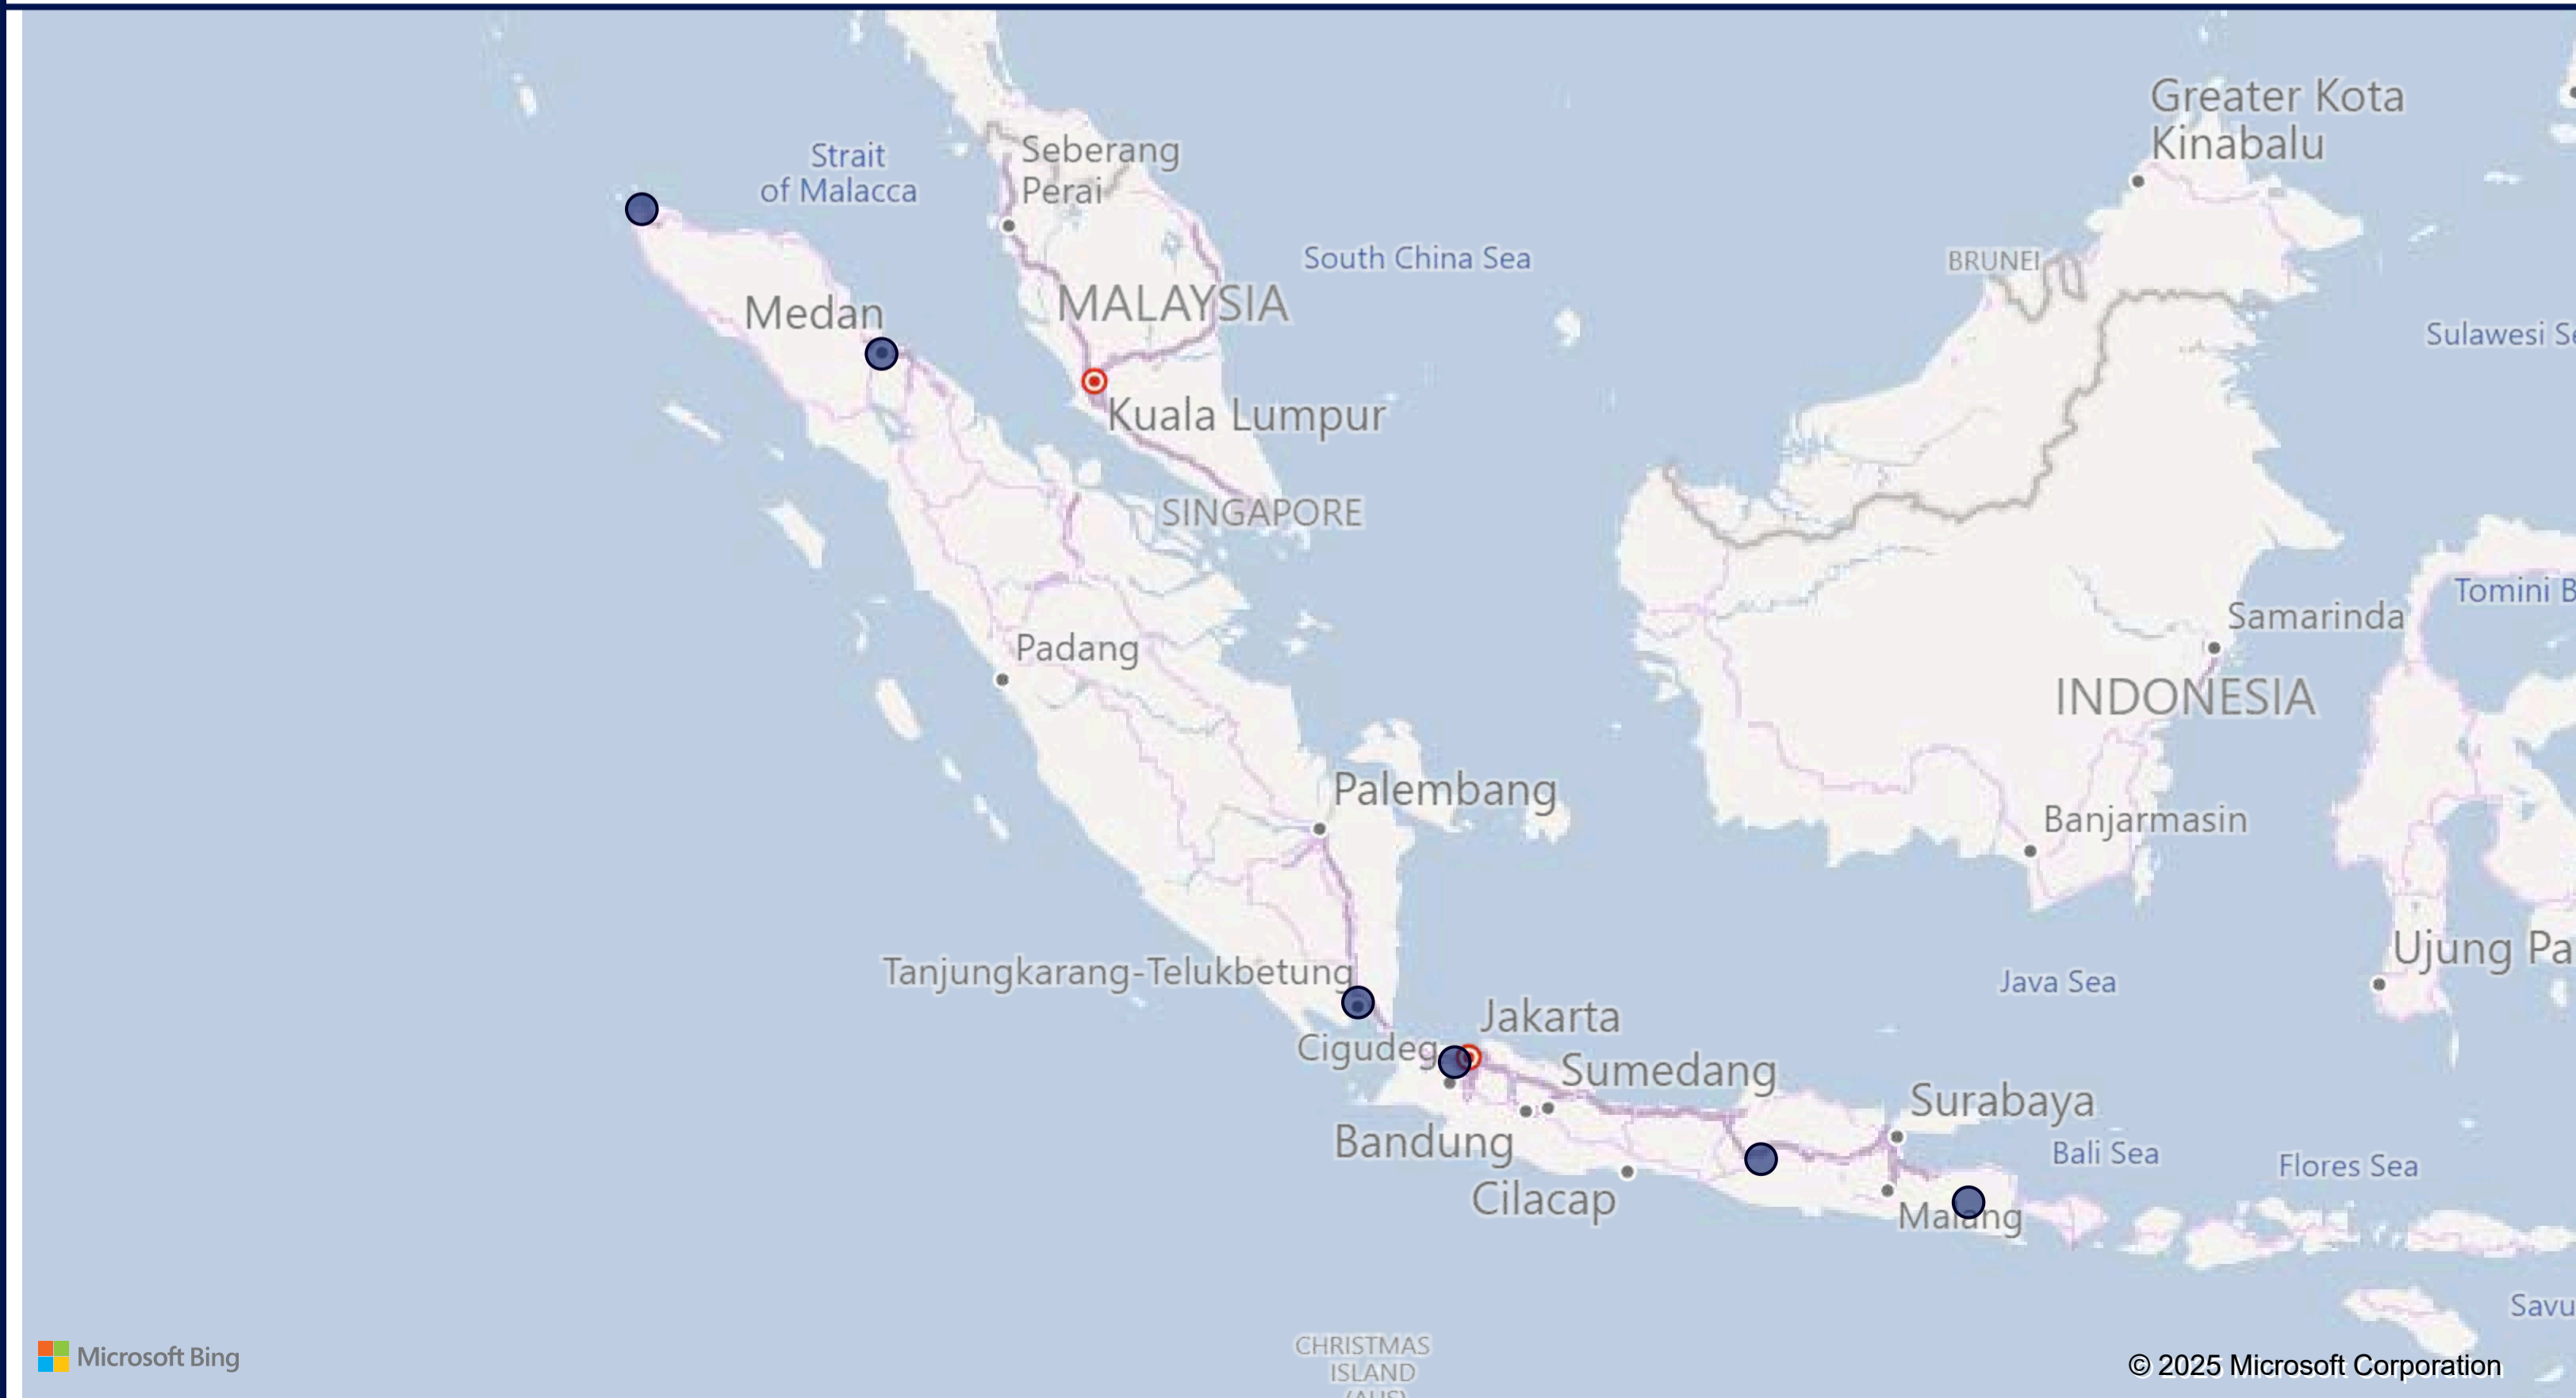 Greater Kota
Kinabalu
Strait
of Malacca
Seberang
Perai
South China Sea
BRUNEI
MALAYSIA
Medan
Sulawesi Se
Kuala Lumpur
SINGAPORE
Tomini B
Samarinda
Padang
INDONESIA
Palembang
Banjarmasin
Ujung Pa
Tanjungkarang-Telukbetung
Java Sea
Jakarta
Cigudeg
Sumedang
Surabaya
Bandung
Bali Sea
Flores Sea
Cilacap
Malang
Savu
CHRISTMAS
ISLAND
(AUS)
Microsoft Bing
© 2025 Microsoft Corporation